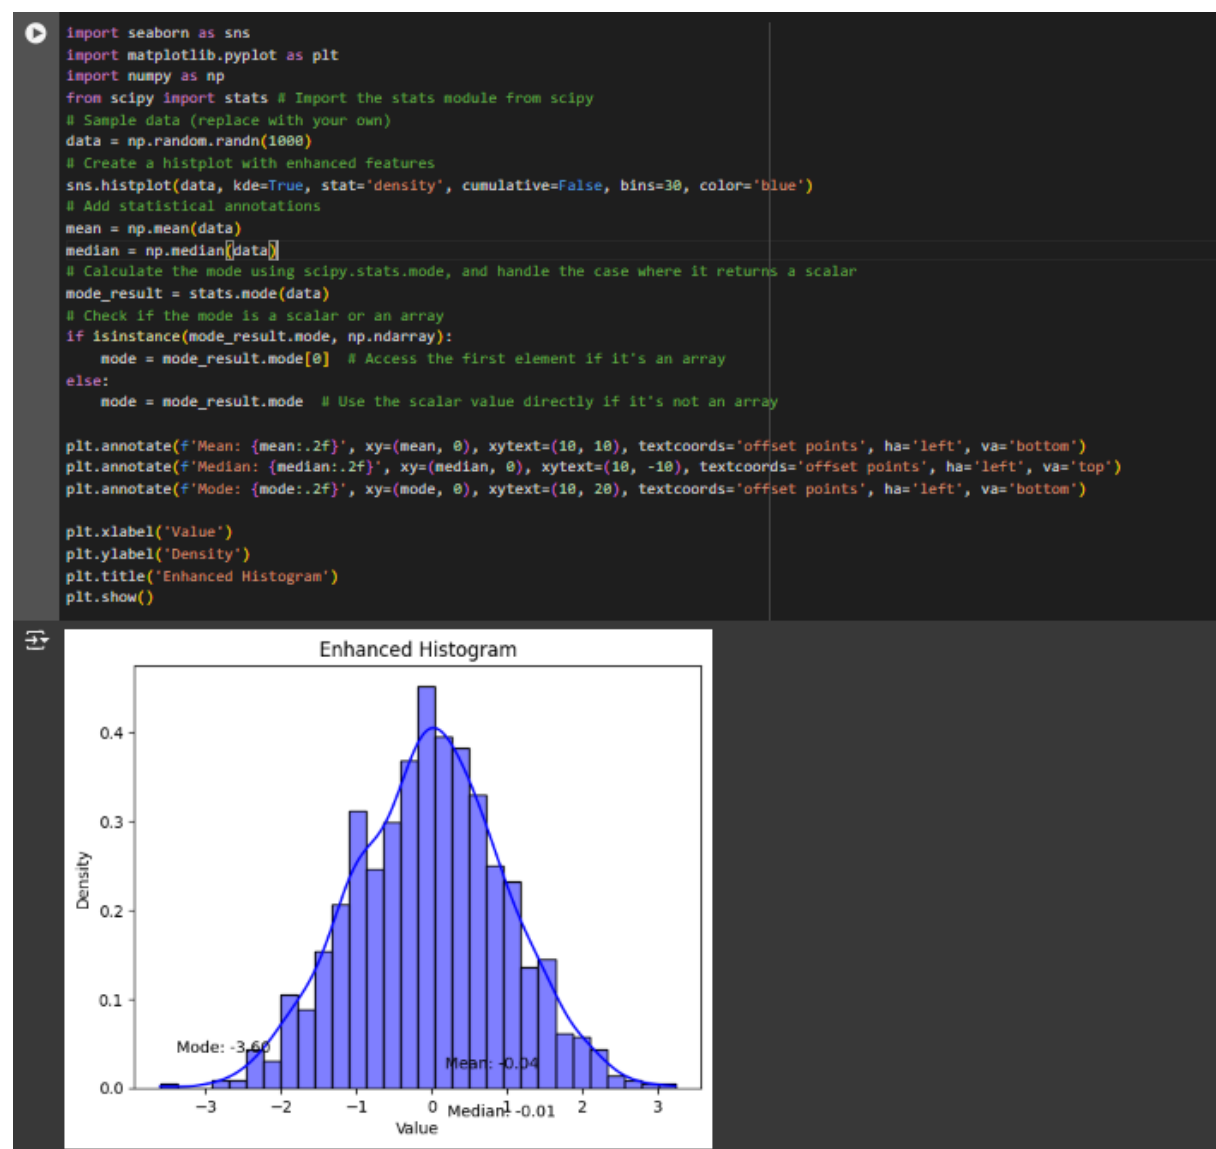 import seaborn as sns
import matplotlib.pyplot as plt
import numpy as np
from scipy import stats # Import the stats module from scipy
# Sample data (replace with your own)
data = np.random.randn(1000)
# Create a histplot with enhanced features
sns.histplot(data, kde=True, stat='density', cumulative=False, bins=30, color='blue')
# Add statistical annotations
mean = np.mean(data)
median = np.median(data)
# Calculate the mode using scipy.stats.mode, and handle the case where it returns a scalar
mode_result = stats.mode(data)
# Check if the mode is a scalar or an array
if isinstance(mode_result.mode, np.ndarray):
    mode = mode_result.mode[0]  # Access the first element if it's an array
else:
    mode = mode_result.mode  # Use the scalar value directly if it's not an array
plt.annotate(f'Mean: {mean:.2f}', xy=(mean, 0), xytext=(10, 10), textcoords='offset points', ha='left', va='bottom')
plt.annotate(f'Median: {median:.2f}', xy=(median, 0), xytext=(10, -10), textcoords='offset points', ha='left', va='top')
plt.annotate(f'Mode: {mode:.2f}', xy=(mode, 0), xytext=(10, 20), textcoords='offset points', ha='left', va='bottom')
plt.xlabel('Value')
plt.ylabel('Density')
plt.title('Enhanced Histogram')
plt.show()
Enhanced Histogram
Density
0.4
0.3
0.2
0.1
0.0
Mode: -3.60
Mean: -0.04
−3 −2 −1 0 1 2 3
Median: -0.01
Value